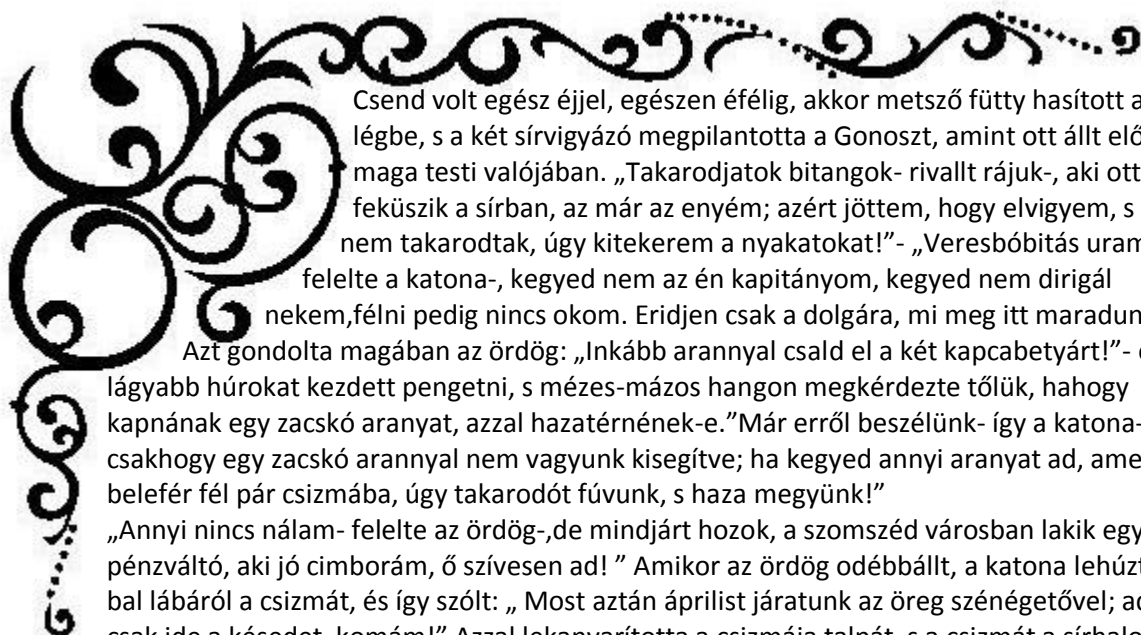 Csend volt egész éjjel, egészen éfélig, akkor metsző fütty hasított a
légbe, s a két sírvigyázó megpilantotta a Gonoszt, amint ott állt elő
maga testi valójában. „Takarodjatok bitangok- rivallt rájuk-, aki ott
feküszik a sírban, az már az enyém; azért jöttem, hogy elvigyem, s
nem takarodtak, úgy kitekerem a nyakatokat!”- „Veresbóbitás uram
felelte a katona-, kegyed nem az én kapitányom, kegyed nem dirigál
nekem,félni pedig nincs okom. Eridjen csak a dolgára, mi meg itt maradun
Azt gondolta magában az ördög: „Inkább arannyal csald el a két kapcabetyárt!”-
lágyabb húrokat kezdett pengetni, s mézes-mázos hangon megkérdezte tőlük, hahogy
kapnának egy zacskó aranyat, azzal hazatérnének-e.”Már erről beszélünk- így a katona-
csakhogy egy zacskó arannyal nem vagyunk kisegítve; ha kegyed annyi aranyat ad, ame
belefér fél pár csizmába, úgy takarodót fúvunk, s haza megyünk!”
„Annyi nincs nálam- felelte az ördög-,de mindjárt hozok, a szomszéd városban lakik egy
pénzváltó, aki jó cimborám, ő szívesen ad! ” Amikor az ördög odébbállt, a katona lehúzt
bal lábáról a csizmát, és így szólt: „ Most aztán áprilist járatunk az öreg szénégetővel; ad